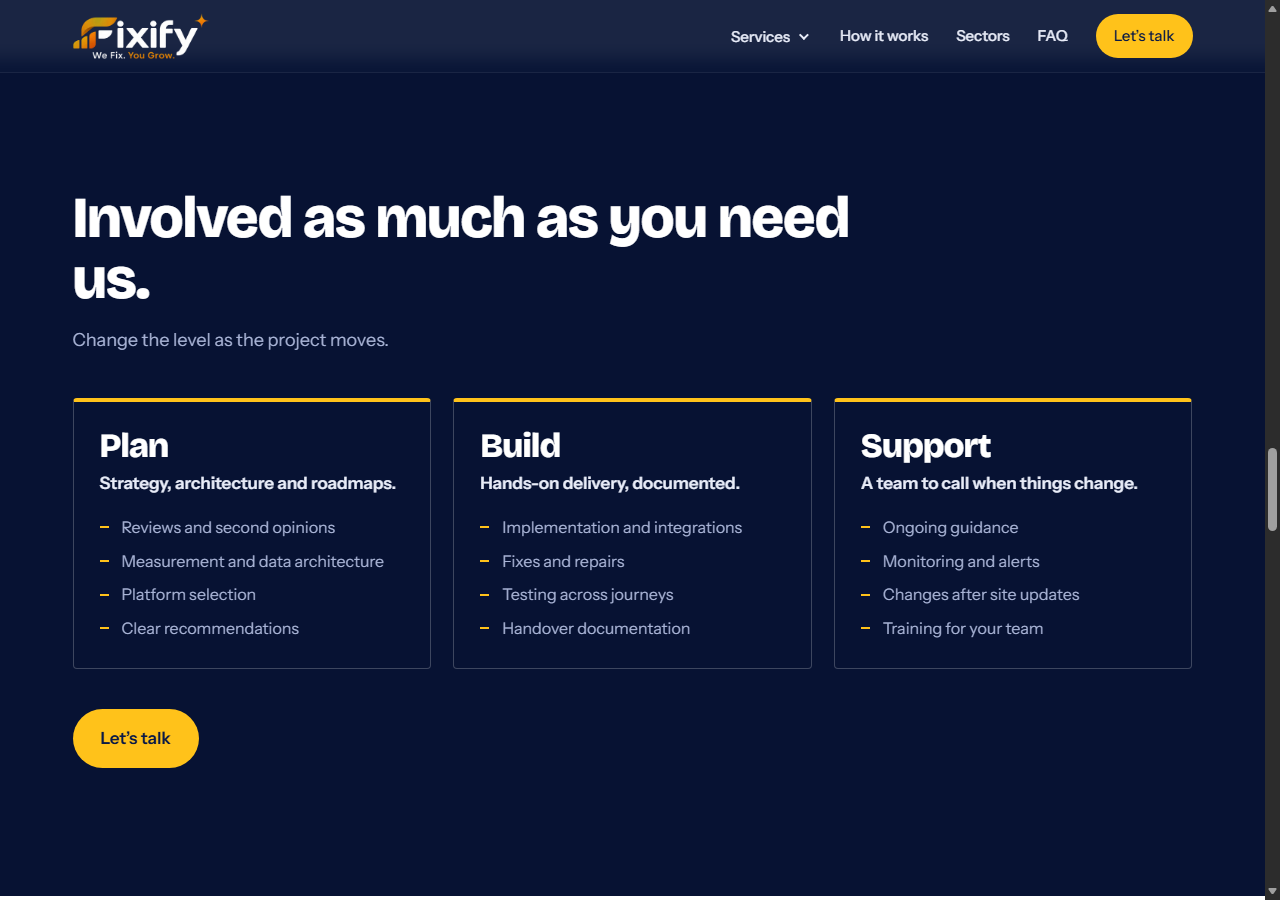 Fixify
We Fix. You Grow.
Services
How it works
Sectors
FAQ
Let’s talk
Involved as much as you need
us.
Change the level as the project moves.
Plan
Strategy, architecture and roadmaps.
Reviews and second opinions
Measurement and data architecture
Platform selection
Clear recommendations
Build
Hands-on delivery, documented.
Implementation and integrations
Fixes and repairs
Testing across journeys
Handover documentation
Support
A team to call when things change.
Ongoing guidance
Monitoring and alerts
Changes after site updates
Training for your team
Let’s talk